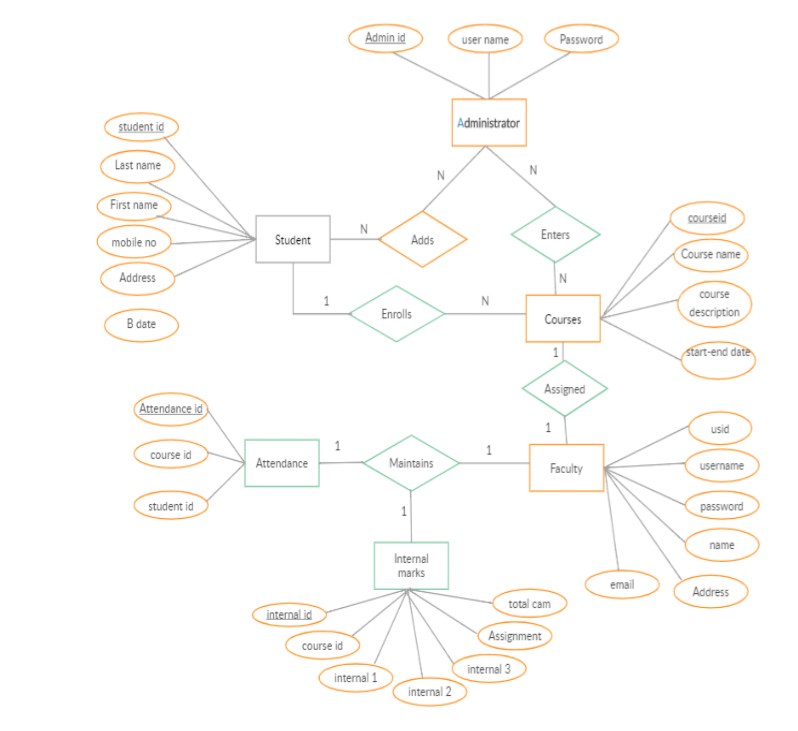 Admin id
user name
Password
Administrator
student id
Last name
First name
mobile no
Address
B date
Student
N
N
N
Adds
Enters
N
courseid
Course name
course
description
start-end date
1
Enrolls
N
Courses
1
Assigned
1
Attendance id
course id
student id
Attendance
1
Maintains
1
Faculty
usid
username
password
name
Address
email
1
Internal
marks
internal id
course id
internal 1
internal 2
internal 3
Assignment
total cam